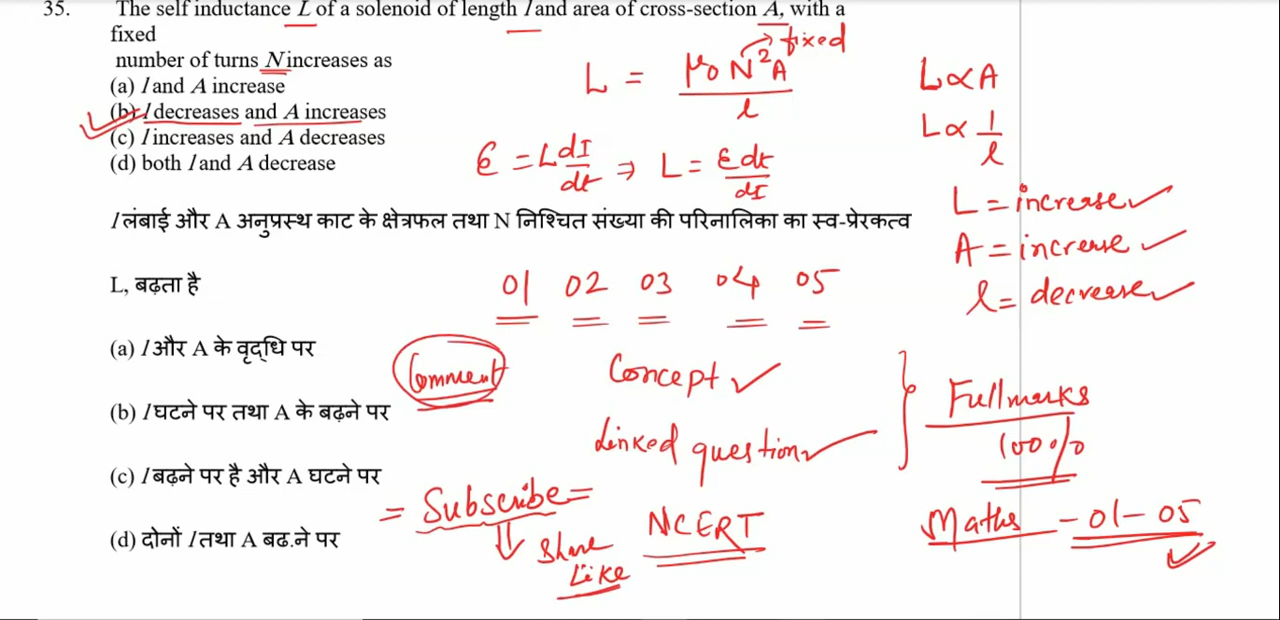 35. The self inductance L of a solenoid of length l and area of cross-section A, with a
fixed
number of turns N increases as
(a) l and A increase
(b) l decreases and A increases
(c) l increases and A decreases
(d) both l and A decrease
→ fixed
L = μ₀ N² A / l
L ∝ A
L ∝ 1 / l
ε = L dI / dt ⇒ L = ε dt / dI
L = increase ✓
A = increase ✓
l = decrease ✓
l लंबाई और A अनुप्रस्थ काट के क्षेत्रफल तथा N निश्चित संख्या की परिनालिका का स्व-प्रेरकत्व
L, बढ़ता है
01 02 03 04 05
(a) l और A के वृद्धि पर
(b) l घटने पर तथा A के बढ़ने पर
(c) l बढ़ने पर है और A घटने पर
(d) दोनों l तथा A बढ.ने पर
Comment
Concept ✓
Linked question ✓
Full marks
100%
= Subscribe =
Share
Like
NCERT
Maths - 01 - 05